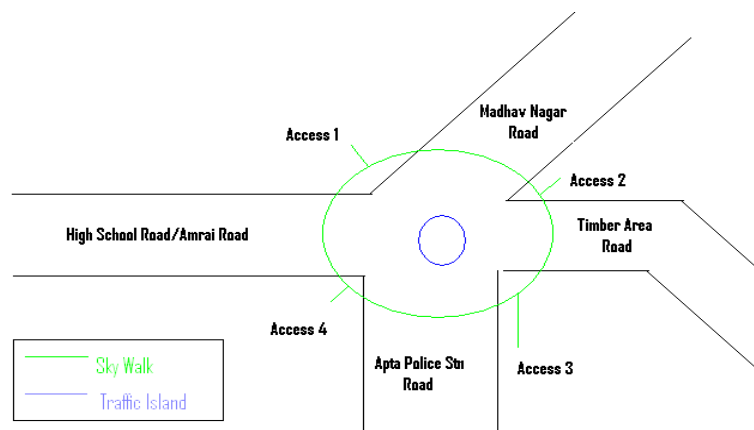 Madhav Nagar
Road
Access 1
Access 2
High School Road/Amrai Road
Timber Area
Road
Access 4
Apta Police Stn
Road
Access 3
Sky Walk
Traffic Island